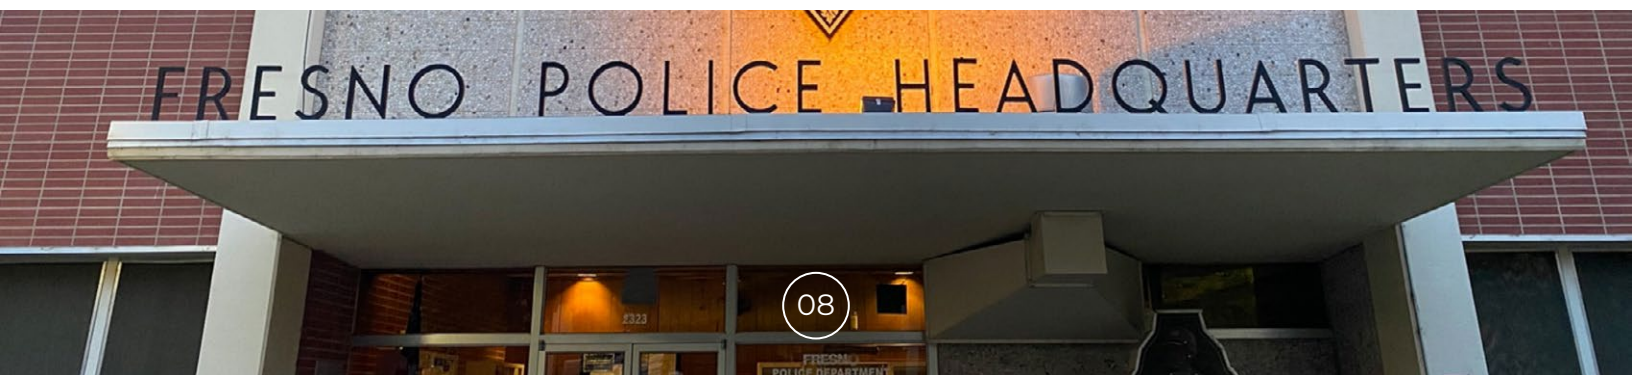 FRESNO POLICE HEADQUARTERS
2323
08
FRESNO
POLICE DEPARTMENT